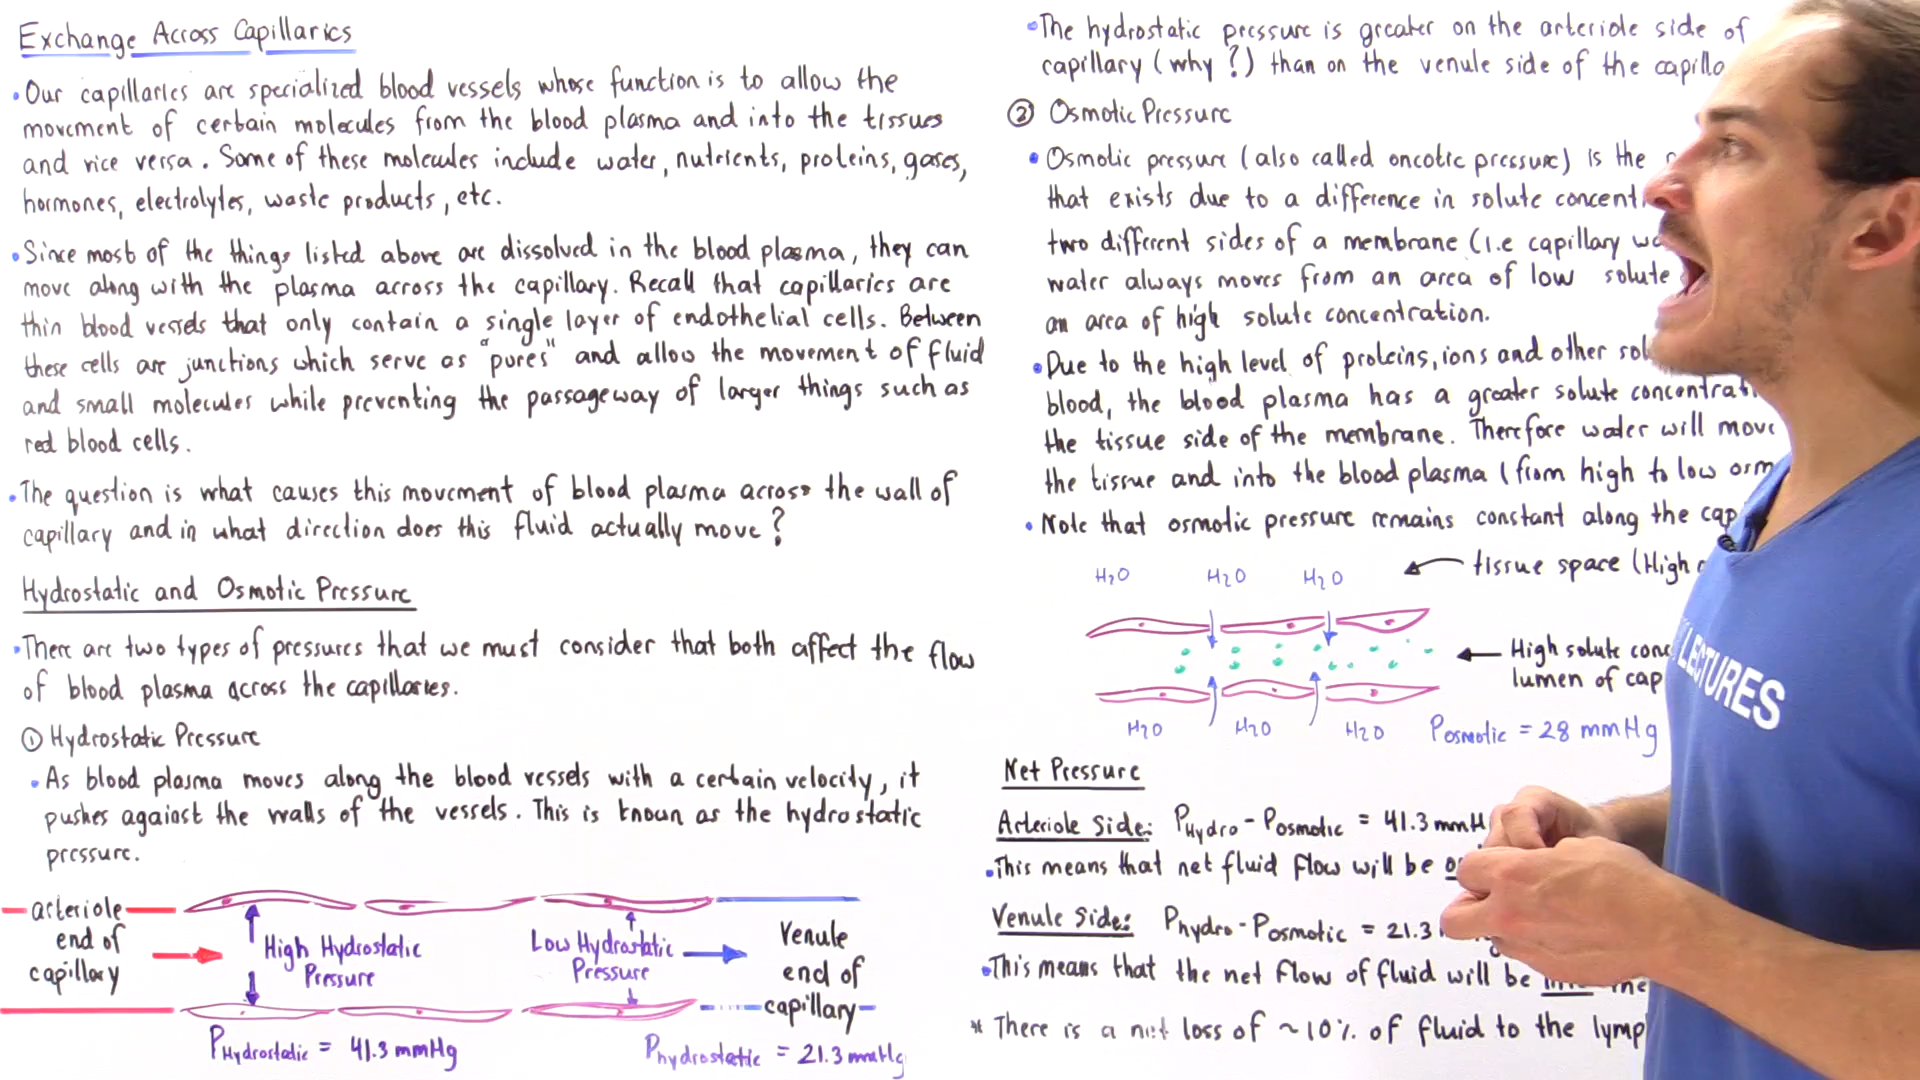 Exchange Across Capillaries
• Our capillaries are specialized blood vessels whose function is to allow the
movement of certain molecules from the blood plasma and into the tissues
and vice versa. Some of these molecules include water, nutrients, proteins, gases,
hormones, electrolytes, waste products, etc.
• Since most of the things listed above are dissolved in the blood plasma, they can
move along with the plasma across the capillary. Recall that capillaries are
thin blood vessels that only contain a single layer of endothelial cells. Between
these cells are junctions which serve as "pores" and allow the movement of fluid
and small molecules while preventing the passageway of larger things such as
red blood cells.
• The question is what causes this movement of blood plasma across the wall of
capillary and in what direction does this fluid actually move?
Hydrostatic and Osmotic Pressure
• There are two types of pressures that we must consider that both affect the flow
of blood plasma across the capillaries.
① Hydrostatic Pressure
• As blood plasma moves along the blood vessels with a certain velocity, it
pushes against the walls of the vessels. This is known as the hydrostatic
pressure.
arteriole
end of
capillary
High Hydrostatic
Pressure
Low Hydrostatic
Pressure
Venule
end of
capillary
PHydrostatic = 41.3 mmHg
Phydrostatic = 21.3 mmHg
• The hydrostatic pressure is greater on the arteriole side of
capillary (why?) than on the venule side of the capilla
② Osmotic Pressure
• Osmotic pressure (also called oncotic pressure) is the
that exists due to a difference in solute concent
two different sides of a membrane (i.e capillary wa
water always moves from an area of low solute
an area of high solute concentration.
• Due to the high level of proteins, ions and other sol
blood, the blood plasma has a greater solute concentrati
the tissue side of the membrane. Therefore water will move
the tissue and into the blood plasma (from high to low osm
• Note that osmotic pressure remains constant along the cap
H2O H2O H2O
tissue space (High
High solute conc
lumen of cap
H2O H2O H2O
Posmotic = 28 mmHg
Net Pressure
Arteriole Side: PHydro - Posmotic = 41.3 mmH
• This means that net fluid flow will be
Venule Side: Phydro - Posmotic = 21.3
• This means that the net flow of fluid will be into the
* There is a net loss of ~10% of fluid to the lymp
LECTURES